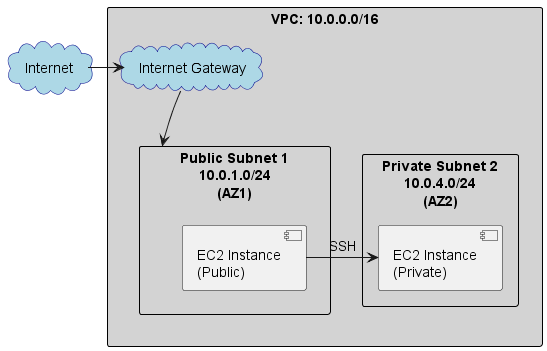 VPC: 10.0.0.0/16
Internet
Internet Gateway
Public Subnet 1
10.0.1.0/24
(AZ1)
Private Subnet 2
10.0.4.0/24
(AZ2)
EC2 Instance
(Public)
SSH
EC2 Instance
(Private)